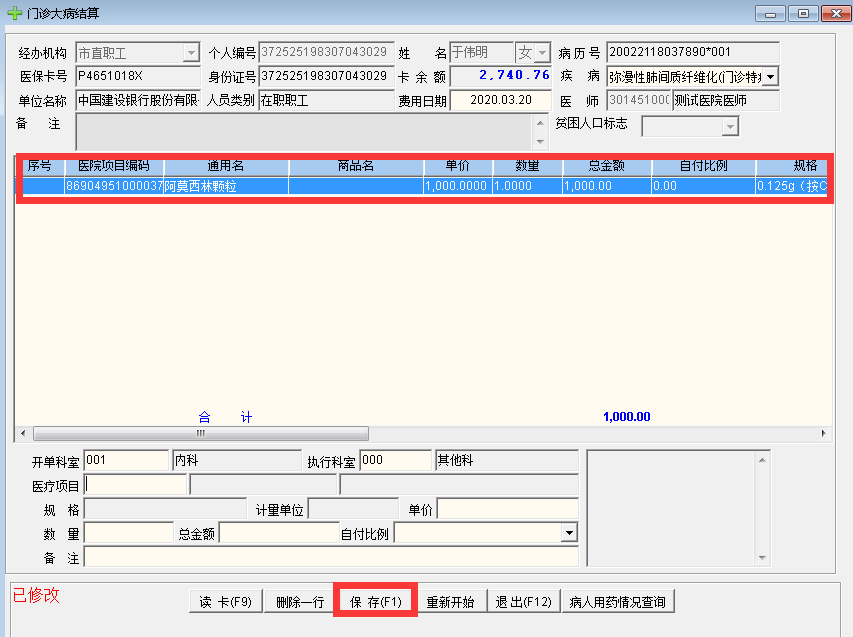 门诊大病结算
经办机构 市直职工 个人编号 372525198307043029 姓 名 于伟明 女 病历号 20022118037890*001
医保卡号 P4651018X 身份证号 372525198307043029 卡余额 2,740.76 疾 病 弥漫性肺间质纤维化(门诊特
单位名称 中国建设银行股份有限 人员类别 在职职工 费用日期 2020.03.20 医 师 301451000 测试医院医师
备 注 贫困人口标志
序号 医院项目编码 通用名 商品名 单价 数量 总金额 自付比例 规格
86904951000037 阿莫西林颗粒 1,000.0000 1.0000 1,000.00 0.00 0.125g（按C
合 计 1,000.00
开单科室 001 内科 执行科室 000 其他科
医疗项目
规 格 计量单位 单价
数 量 总金额 自付比例
备 注
已修改
读 卡(F9) 删除一行 保 存(F1) 重新开始 退 出(F12) 病人用药情况查询